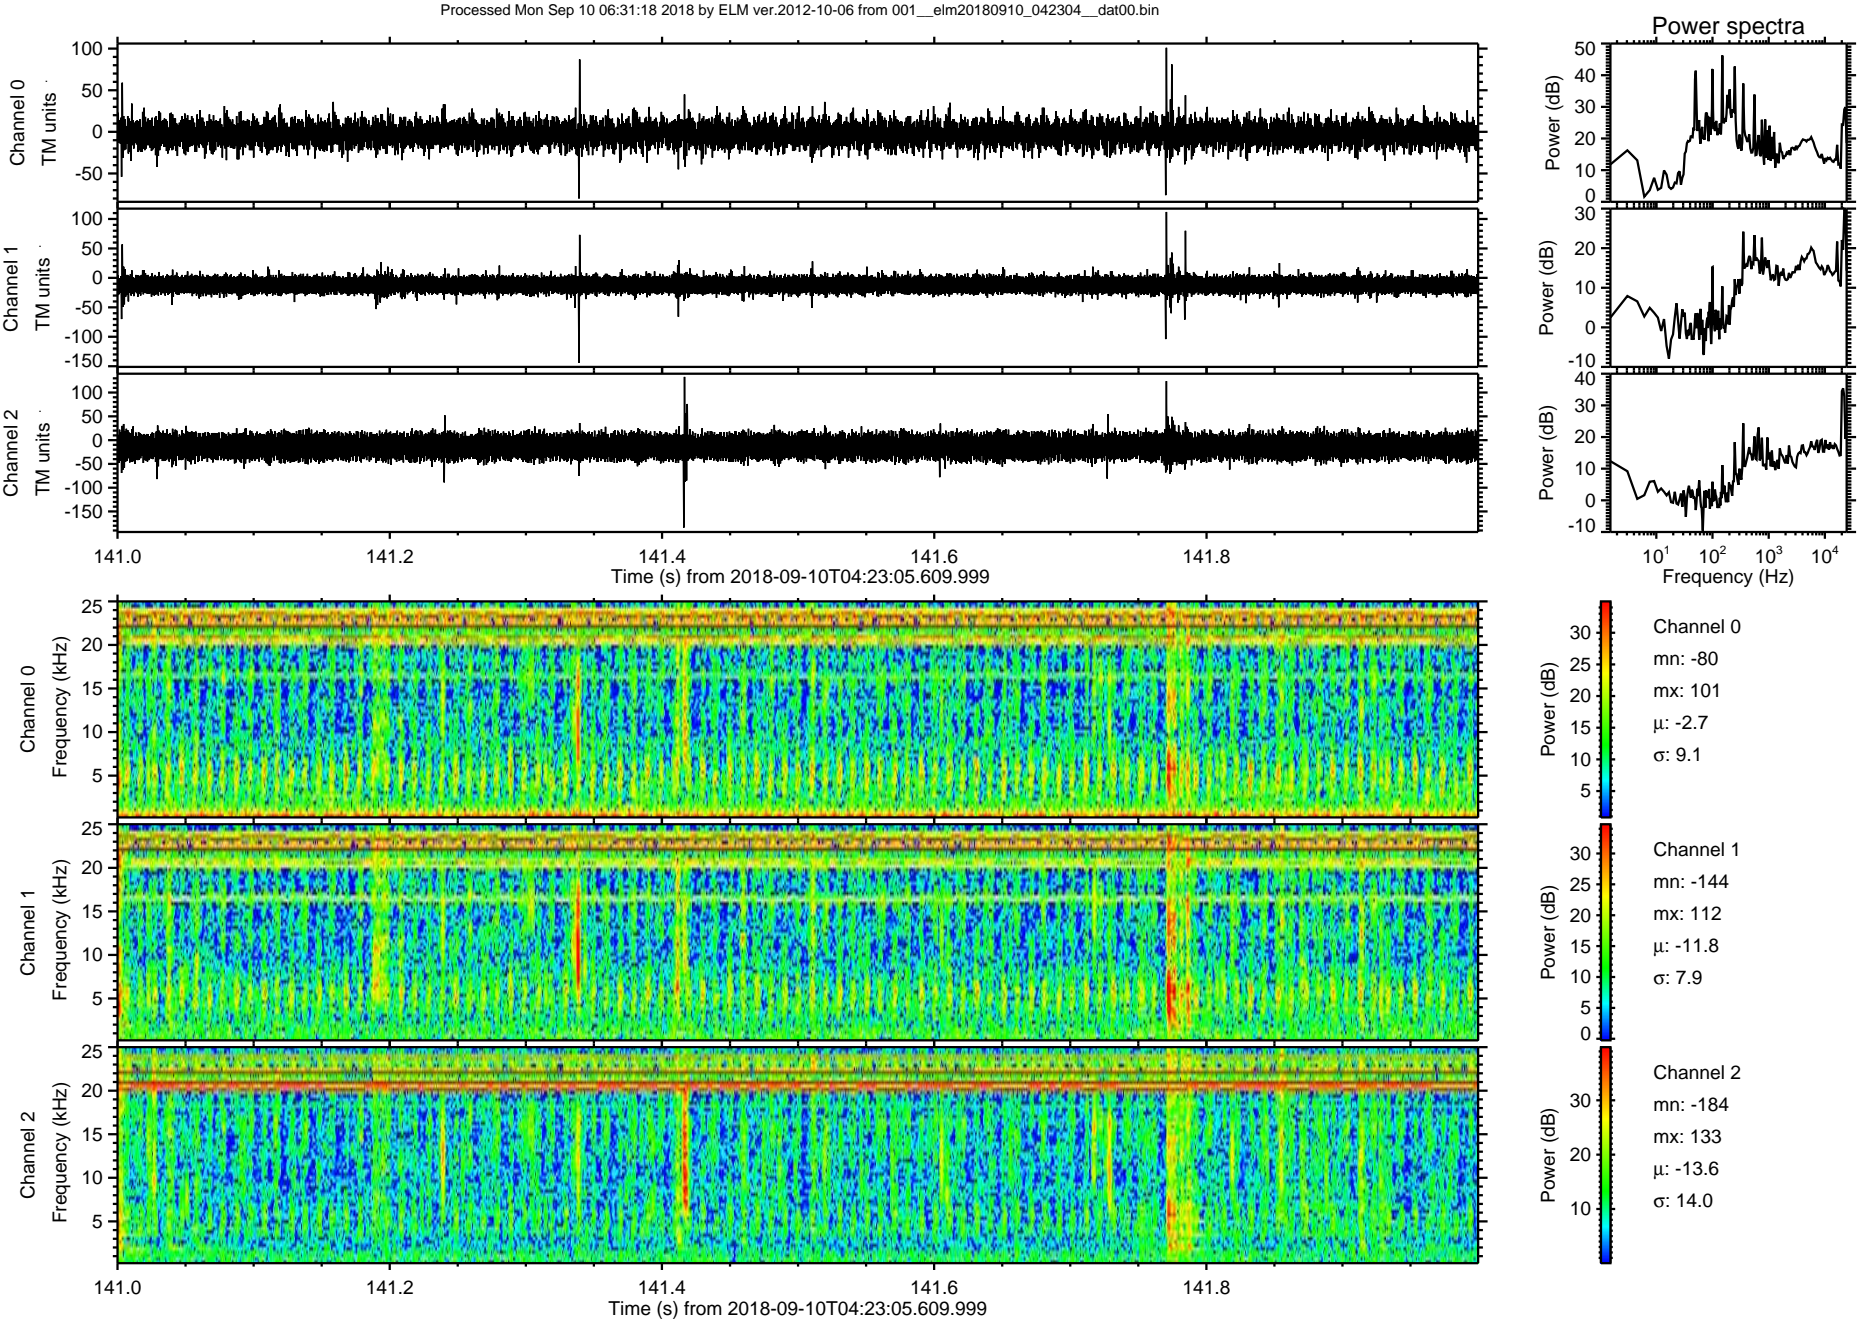 Processed Mon Sep 10 06:31:18 2018 by ELM ver.2012-10-06 from 001__elm20180910_042304__dat00.bin
Power spectra
Channel 0
TM units
100
50
0
-50
Power (dB)
50
40
30
20
10
0
Channel 1
TM units
100
50
0
-50
-100
-150
Power (dB)
30
20
10
0
-10
Channel 2
TM units
100
50
0
-50
-100
-150
Power (dB)
40
30
20
10
0
-10
141.0 141.2 141.4 141.6 141.8
Time (s) from 2018-09-10T04:23:05.609.999
10^1 10^2 10^3 10^4
Frequency (Hz)
Channel 0
Frequency (kHz)
25
20
15
10
5
Power (dB)
30
25
20
15
10
5
Channel 0
mn: -80
mx: 101
μ: -2.7
σ: 9.1
Channel 1
Frequency (kHz)
25
20
15
10
5
Power (dB)
30
25
20
15
10
5
0
Channel 1
mn: -144
mx: 112
μ: -11.8
σ: 7.9
Channel 2
Frequency (kHz)
25
20
15
10
5
Power (dB)
30
20
10
Channel 2
mn: -184
mx: 133
μ: -13.6
σ: 14.0
141.0 141.2 141.4 141.6 141.8
Time (s) from 2018-09-10T04:23:05.609.999